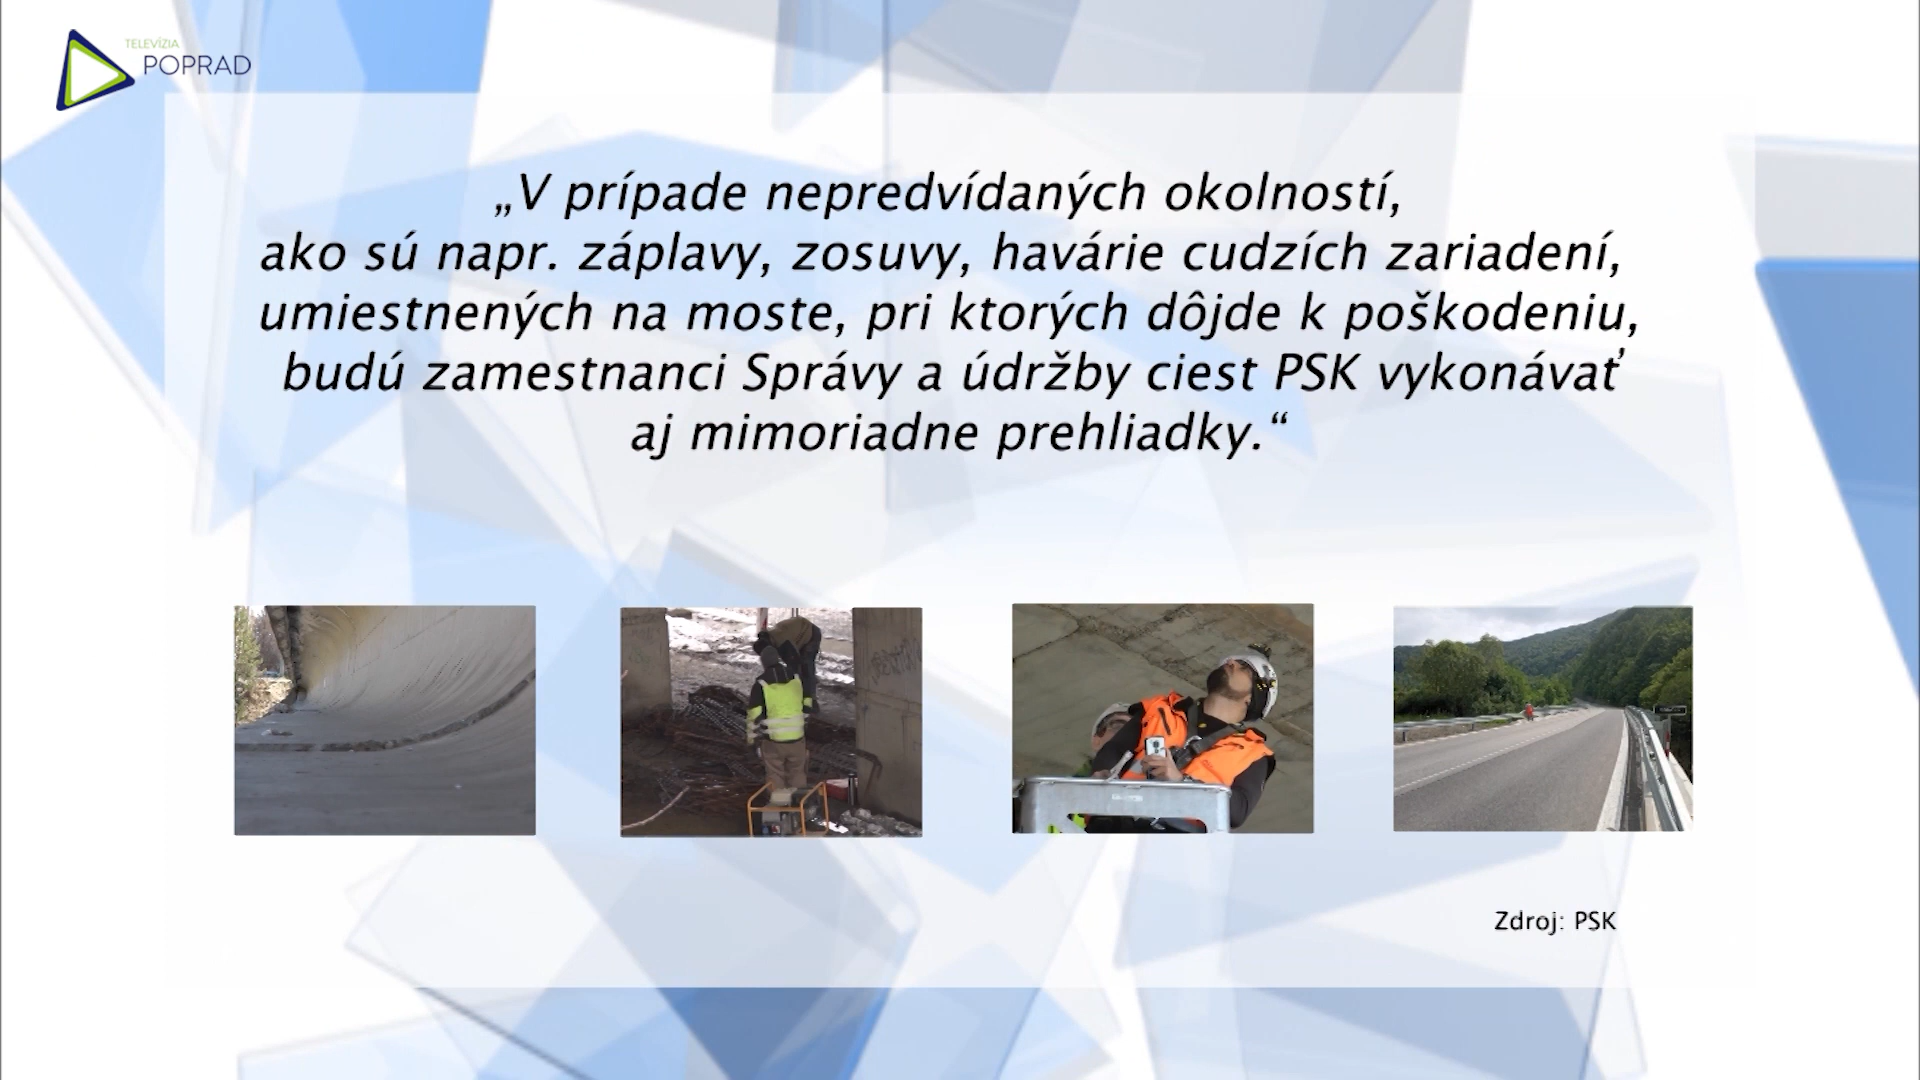 TELEVÍZIA
POPRAD
„V prípade nepredvídaných okolností,
ako sú napr. záplavy, zosuvy, havárie cudzích zariadení,
umiestnených na moste, pri ktorých dôjde k poškodeniu,
budú zamestnanci Správy a údržby ciest PSK vykonávať
aj mimoriadne prehliadky.“
Zdroj: PSK